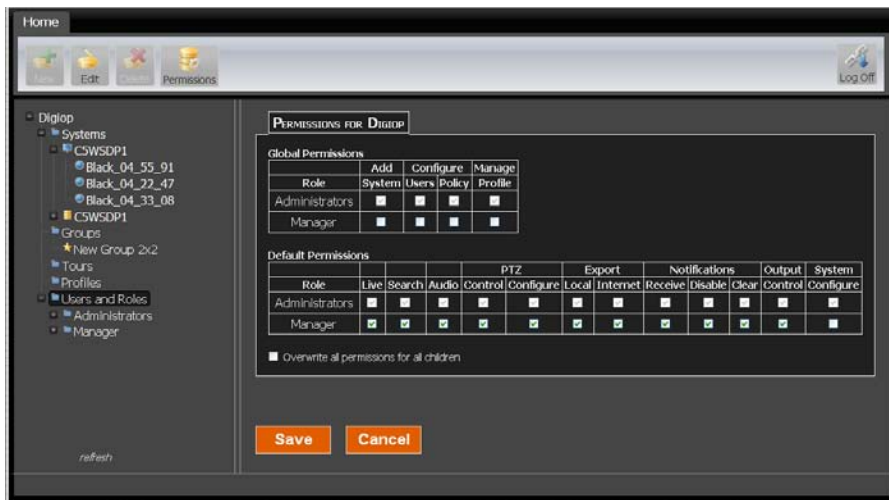 Home
New Edit Delete Permissions Log Off
Digiop
Systems
C5WSDP1
Black_04_55_91
Black_04_22_47
Black_04_33_08
C5WSDP1
Groups
New Group 2x2
Tours
Profiles
Users and Roles
Administrators
Manager
refresh
PERMISSIONS FOR DIGIOP
Global Permissions
Add Configure Manage
Role System Users Policy Profile
Administrators
Manager
Default Permissions
PTZ Export Notifications Output System
Role Live Search Audio Control Configure Local Internet Receive Disable Clear Control Configure
Administrators
Manager
Overwrite all permissions for all children
Save Cancel